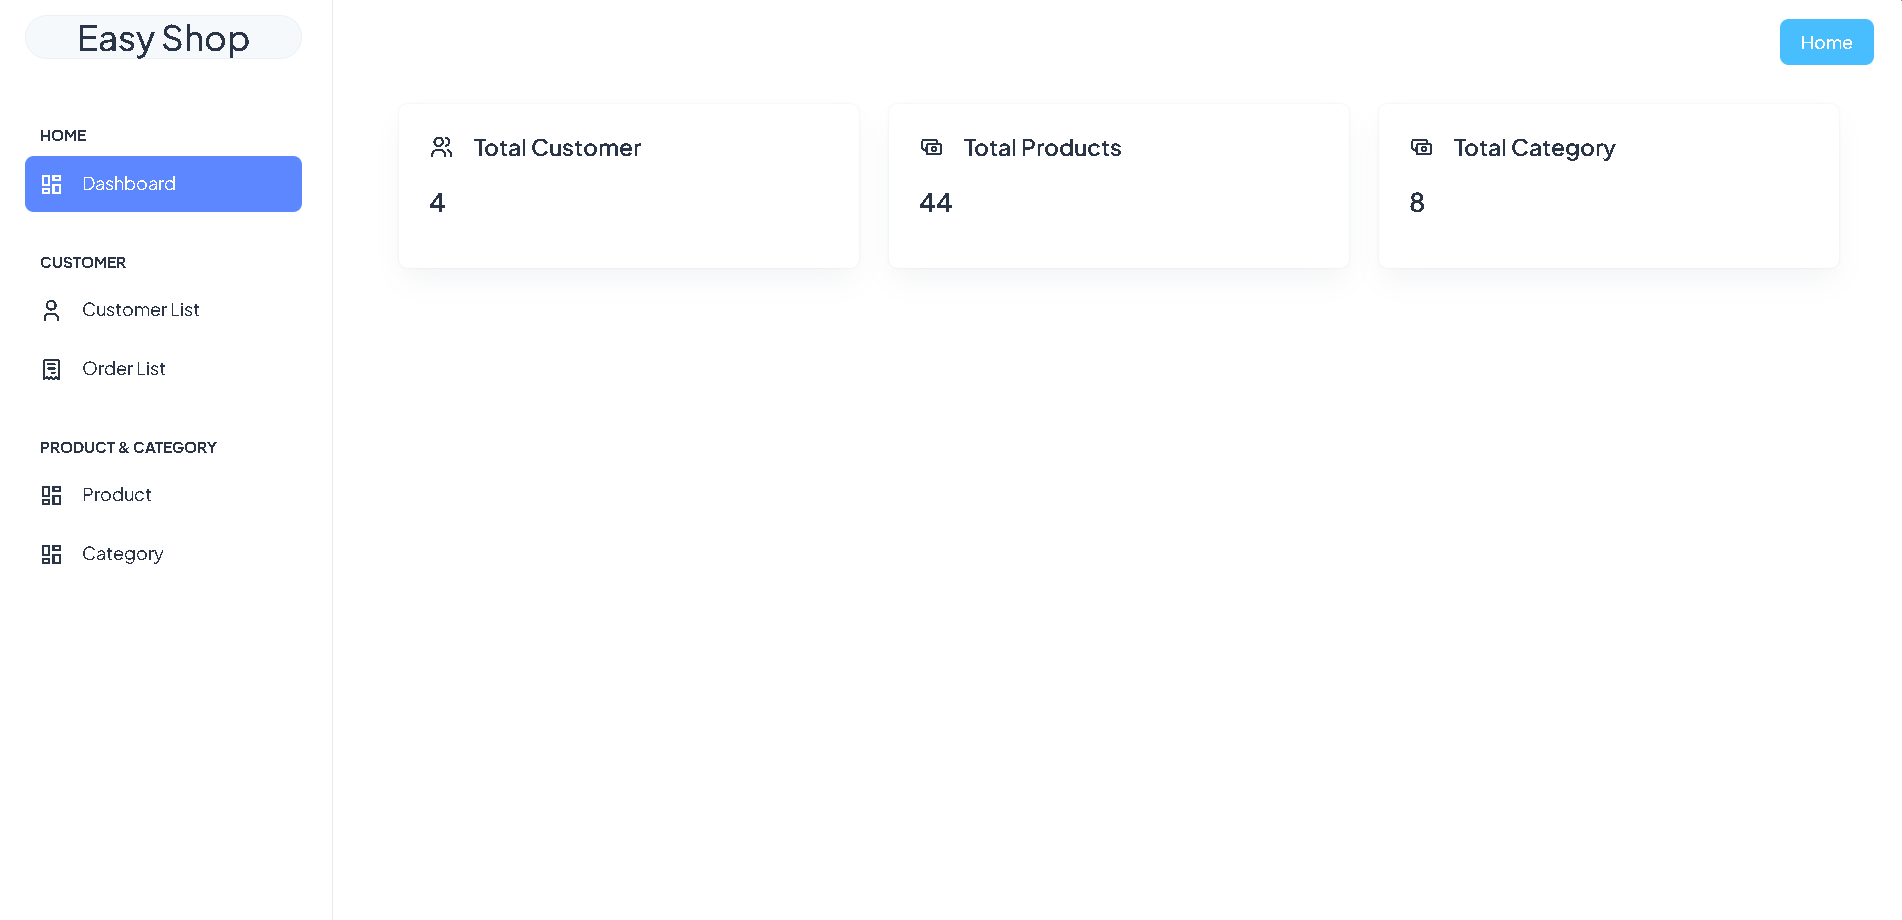 Easy Shop
Home
HOME
Dashboard
CUSTOMER
Customer List
Order List
PRODUCT & CATEGORY
Product
Category
Total Customer
4
Total Products
44
Total Category
8